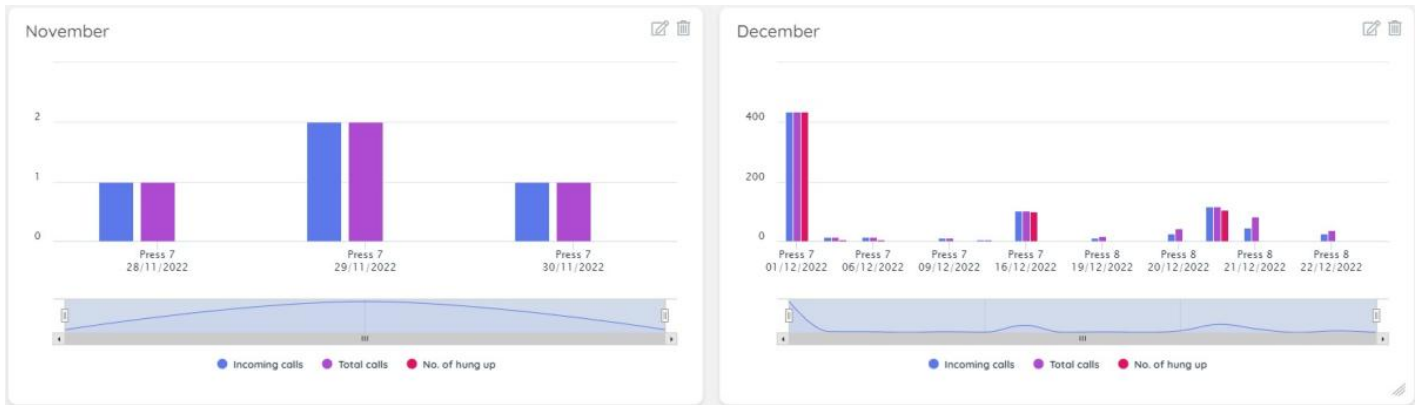 November
2
1
0
Press 7
28/11/2022
Press 7
29/11/2022
Press 7
30/11/2022
Incoming calls
Total calls
No. of hung up
December
400
200
0
Press 7
01/12/2022
Press 7
06/12/2022
Press 7
09/12/2022
Press 7
16/12/2022
Press 8
19/12/2022
Press 8
20/12/2022
Press 8
21/12/2022
Press 8
22/12/2022
Incoming calls
Total calls
No. of hung up